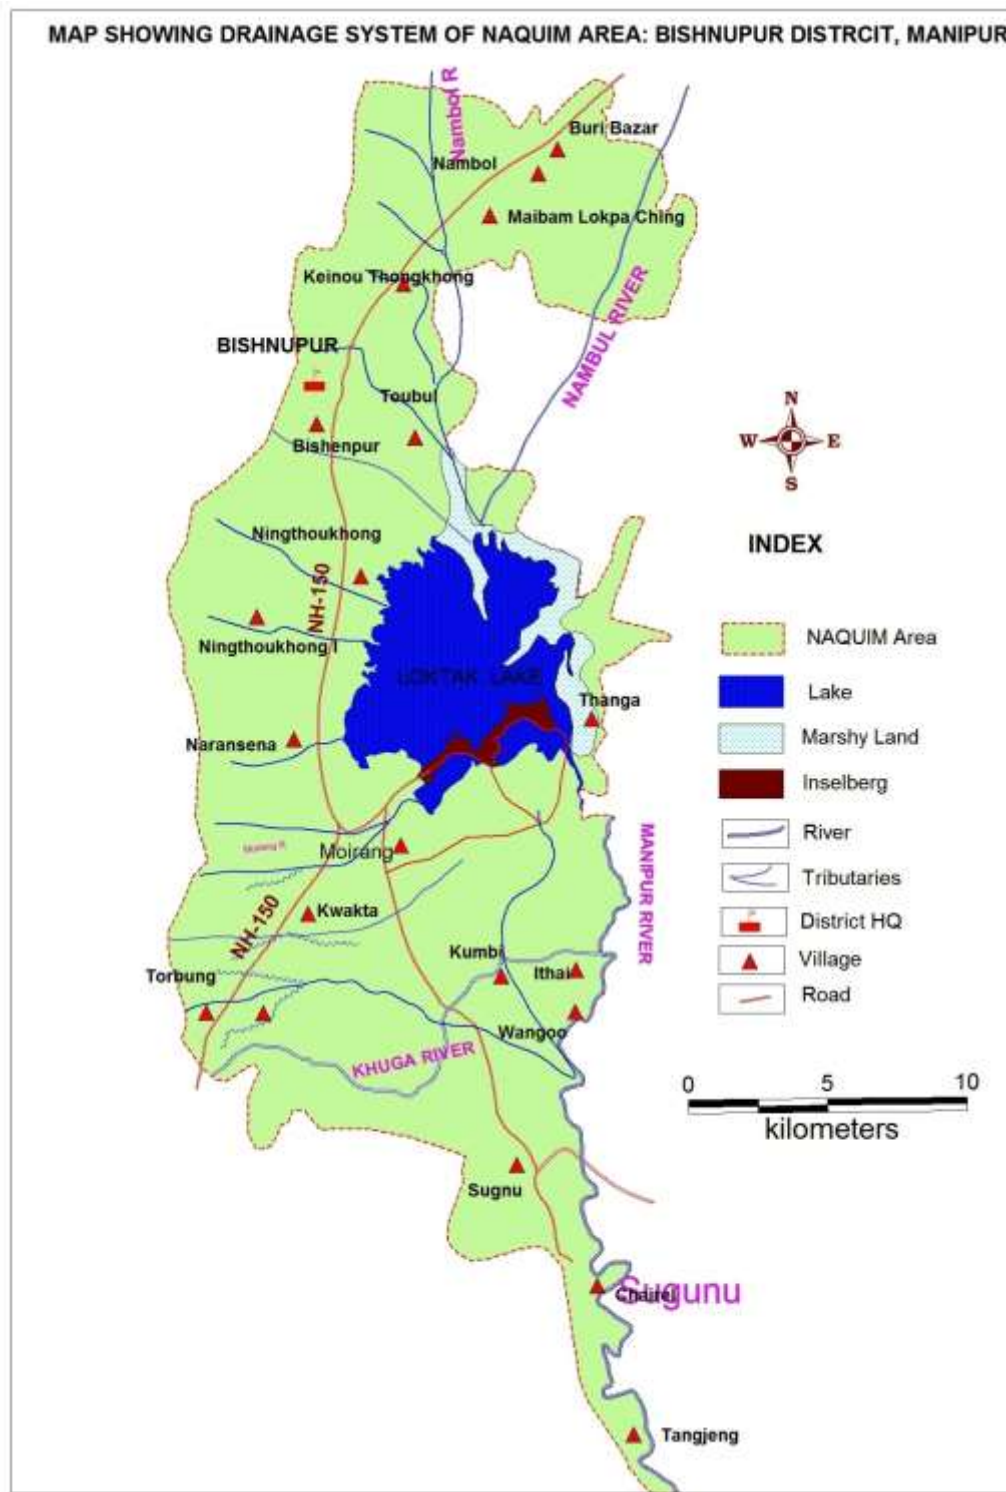 MAP SHOWING DRAINAGE SYSTEM OF NAQUIM AREA: BISHNUPUR DISTRCIT, MANIPUR
Nambol R
Buri Bazar
Nambol
Maibam Lokpa Ching
Keinou Thongkhong
NAMBUL RIVER
BISHNUPUR
Toubul
Bishenpur
N
W
E
S
INDEX
Ningthoukhong
NH-150
Ningthoukhong I
LOKTAK LAKE
Thanga
Naransena
NAQUIM Area
Lake
Marshy Land
Inselberg
River
Tributaries
District HQ
Village
Road
MANIPUR RIVER
Moirang R
Moirang
Kwakta
NH-150
Kumbi
Ithai
Torbung
Wangoo
KHUGA RIVER
0 5 10
kilometers
Sugnu
Sugunu
Tangjeng